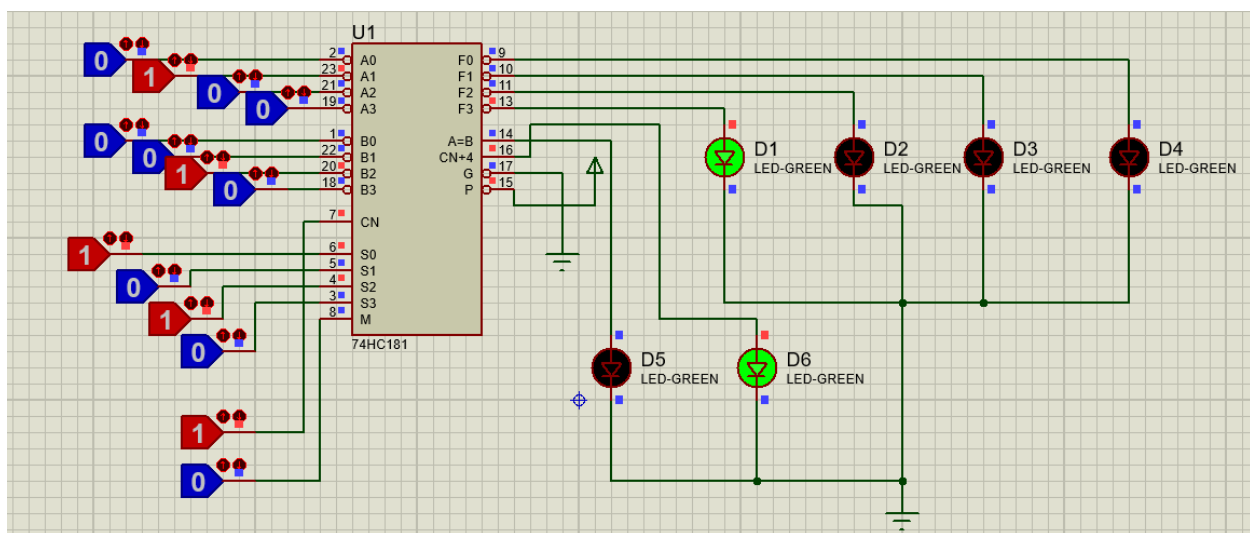 U1
0 2 A0 F0 9
1 23 A1 F1 10
0 21 A2 F2 11
0 19 A3 F3 13
0 1 B0 A=B 14
0 22 B1 CN+4 16
1 20 B2 G 17
0 18 B3 P 15
7 CN
1 6 S0
0 5 S1
1 4 S2
0 3 S3
8 M
74HC181
1
0
D1
LED-GREEN
D2
LED-GREEN
D3
LED-GREEN
D4
LED-GREEN
D5
LED-GREEN
D6
LED-GREEN